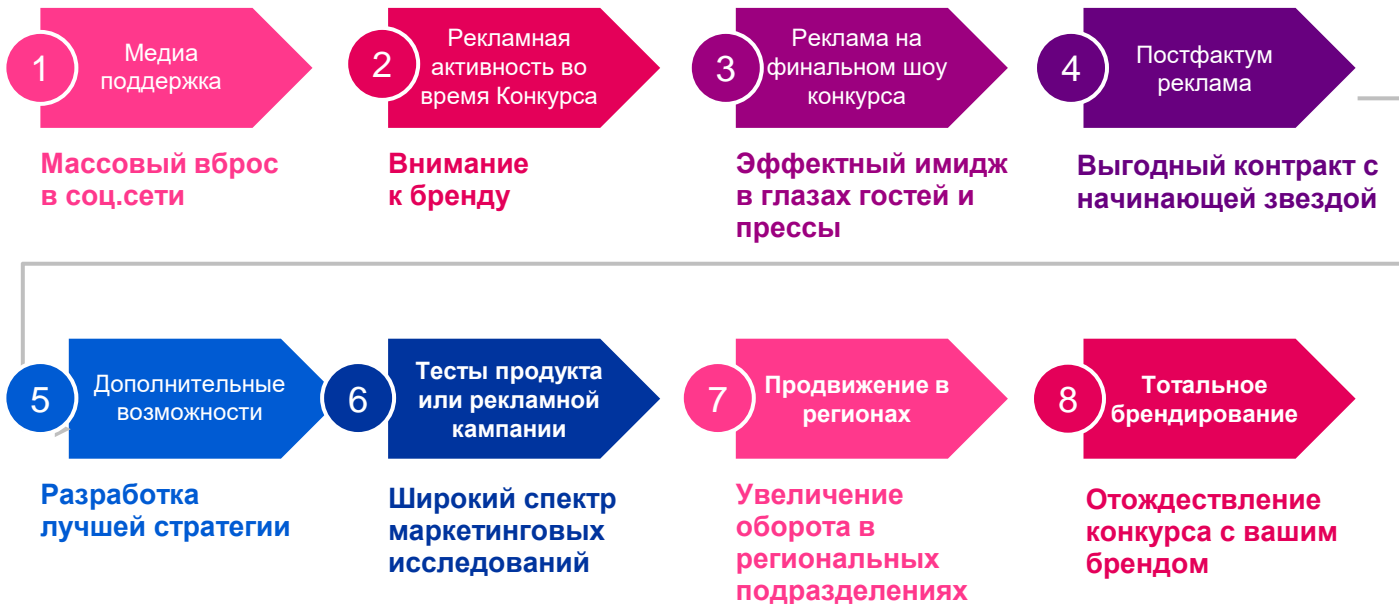 1
Медиа
поддержка
Массовый вброс
в соц.сети
2
Рекламная
активность во
время Конкурса
Внимание
к бренду
3
Реклама на
финальном шоу
конкурса
Эффектный имидж
в глазах гостей и
прессы
4
Постфактум
реклама
Выгодный контракт с
начинающей звездой
5
Дополнительные
возможности
Разработка
лучшей стратегии
6
Тесты продукта
или рекламной
кампании
Широкий спектр
маркетинговых
исследований
7
Продвижение в
регионах
Увеличение
оборота в
региональных
подразделениях
8
Тотальное
брендирование
Отождествление
конкурса с вашим
брендом